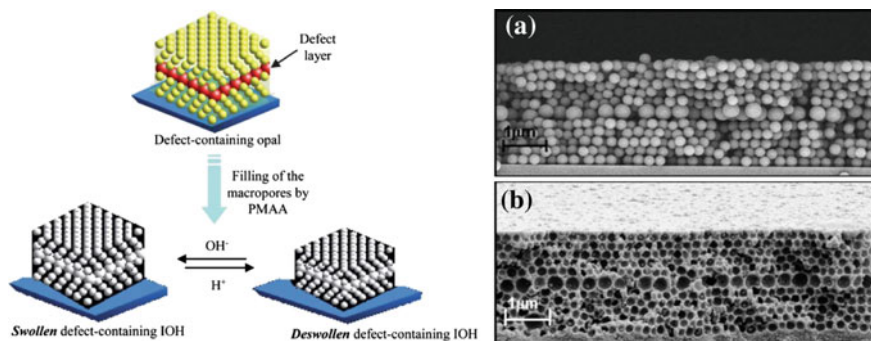 Defect
layer
Defect-containing opal
Filling of the
macropores by
PMAA
OH⁻
H⁺
Swollen defect-containing IOH
Deswollen defect-containing IOH
(a)
1μm
(b)
1μm